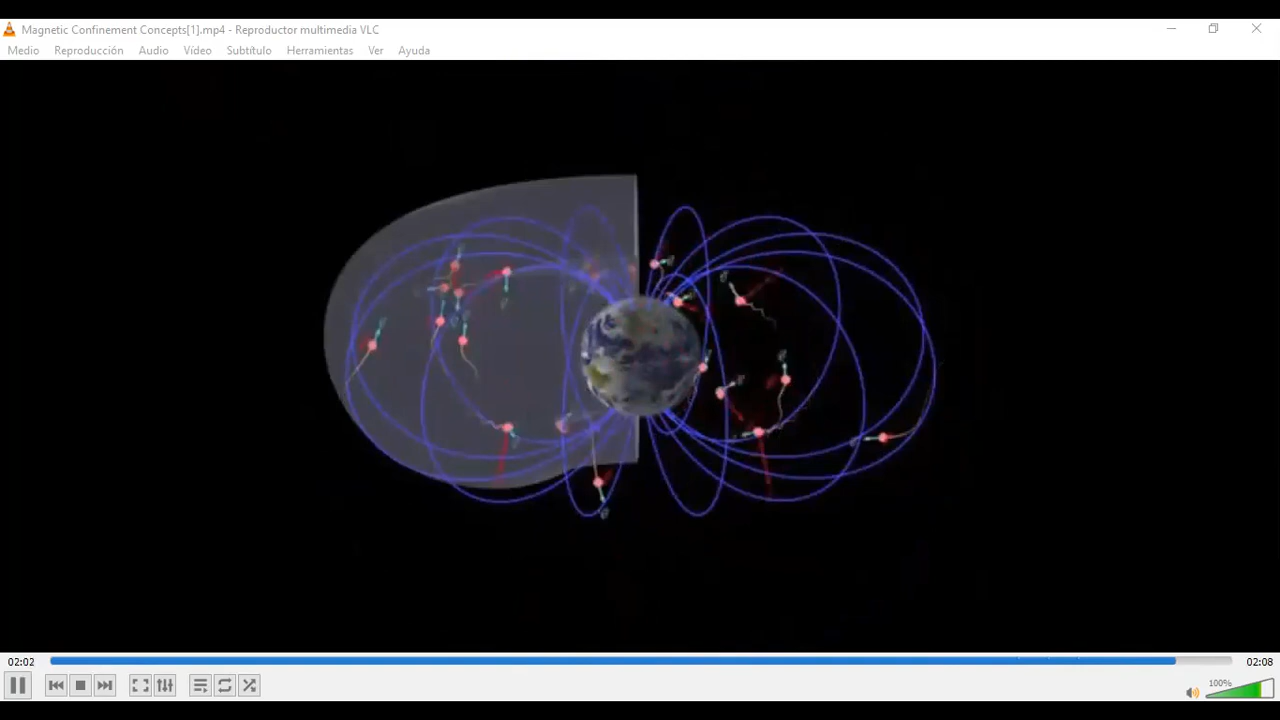 Magnetic Confinement Concepts[1].mp4 - Reproductor multimedia VLC
Medio Reproducción Audio Vídeo Subtítulo Herramientas Ver Ayuda
02:02 02:08
100%